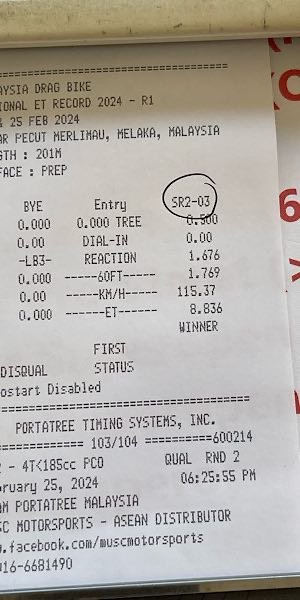 AYSIA DRAG BIKE
IONAL ET RECORD 2024 - R1
& 25 FEB 2024
AR PECUT MERLIMAU, MELAKA, MALAYSIA
GTH : 201M
FACE : PREP
BYE Entry SR2-03
0.000 0.000 TREE 0.500
0.00 DIAL-IN 0.00
-LB3- REACTION 1.676
0.000 ------60FT------ 1.769
0.00 -----KM/H----- 115.37
0.000 ------ET------ 8.836
WINNER
FIRST
DISQUAL STATUS
ostart Disabled
PORTATREE TIMING SYSTEMS, INC.
============ 103/104 ==========600214
- 4T<185cc PCD QUAL RND 2
ruary 25, 2024 06:25:55 PM
M PORTATREE MALAYSIA
SC MOTORSPORTS - ASEAN DISTRIBUTOR
.facebook.com/muscmotorsports
016-6681490